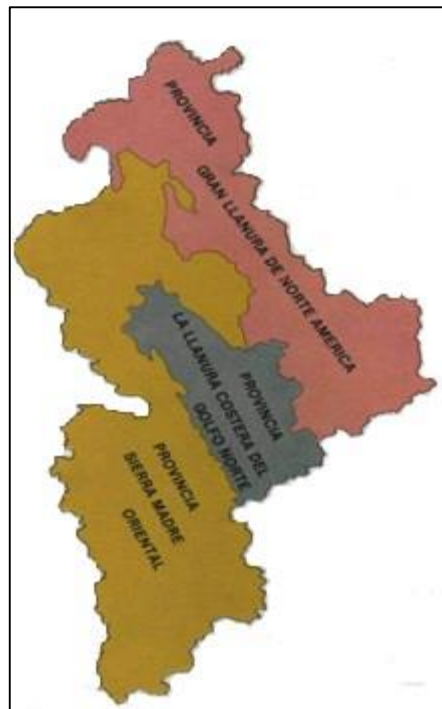 PROVINCIA
GRAN LLANURA DE NORTE AMERICA
PROVINCIA
LA LLANURA COSTERA DEL
GOLFO NORTE
PROVINCIA
SIERRA MADRE
ORIENTAL